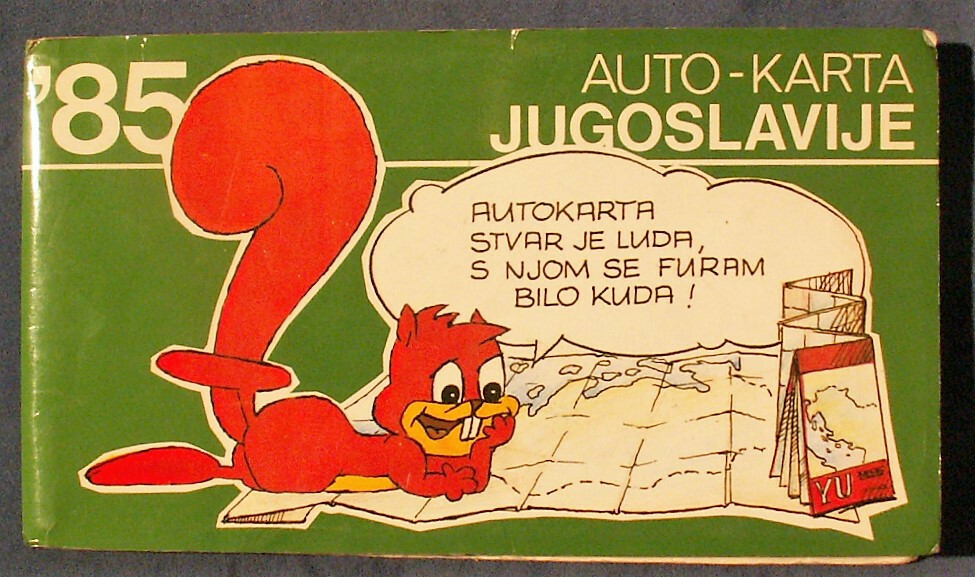 '85
AUTO-KARTA
JUGOSLAVIJE
AUTOKARTA
STVAR JE LUDA,
S NJOM SE FURAM
BILO KUDA!
YU